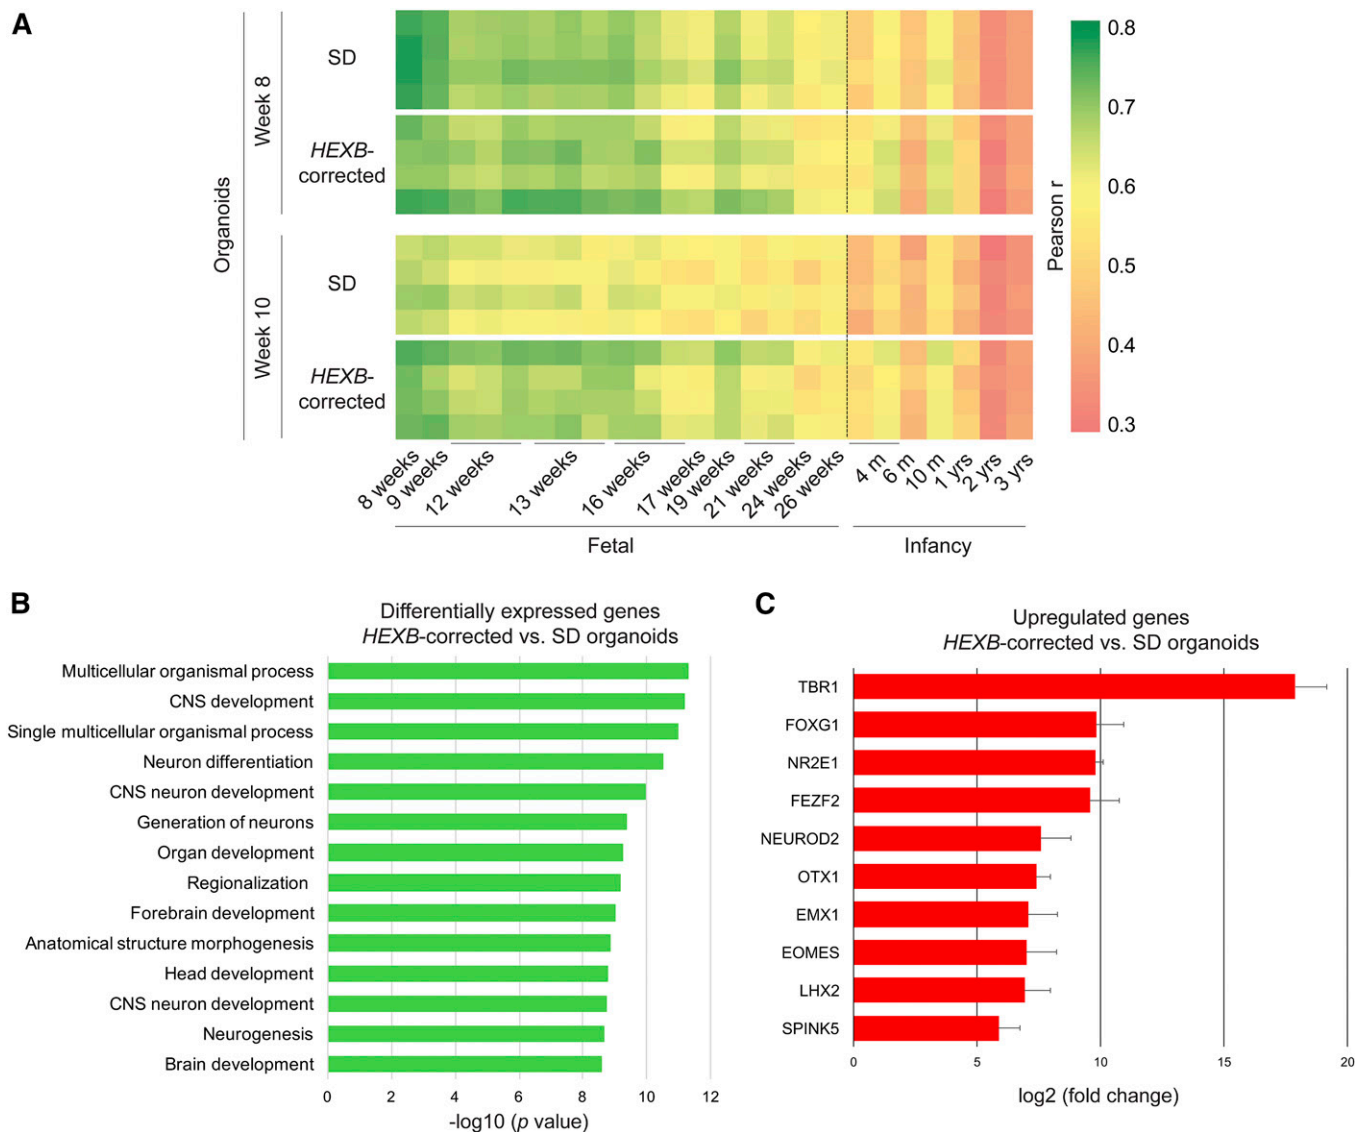 A
Organoids
Week 8
SD
HEXB-
corrected
Week 10
SD
HEXB-
corrected
0.8
0.7
0.6
0.5
0.4
0.3
Pearson r
8 weeks
9 weeks
12 weeks
13 weeks
16 weeks
17 weeks
19 weeks
21 weeks
24 weeks
26 weeks
4 m
6 m
10 m
1 yrs
2 yrs
3 yrs
Fetal
Infancy
B
Differentially expressed genes
HEXB-corrected vs. SD organoids
Multicellular organismal process
CNS development
Single multicellular organismal process
Neuron differentiation
CNS neuron development
Generation of neurons
Organ development
Regionalization
Forebrain development
Anatomical structure morphogenesis
Head development
CNS neuron development
Neurogenesis
Brain development
0 2 4 6 8 10 12
-log10 (p value)
C
Upregulated genes
HEXB-corrected vs. SD organoids
TBR1
FOXG1
NR2E1
FEZF2
NEUROD2
OTX1
EMX1
EOMES
LHX2
SPINK5
0 5 10 15 20
log2 (fold change)